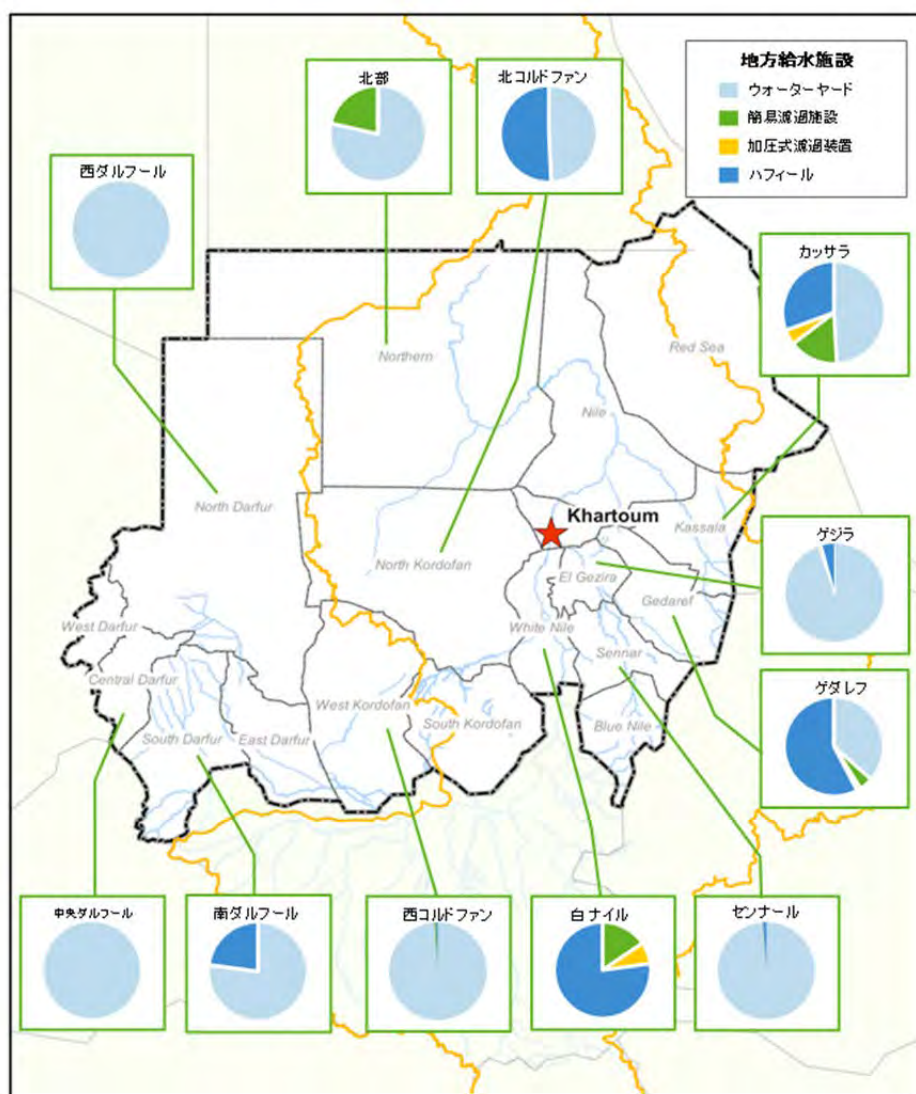 北部
北コルドファン
地方給水施設
ウォーターヤード
簡易濾過施設
加圧式濾過装置
ハフィール
西ダルフール
カッサラ
Red Sea
Northern
Nile
North Darfur
Khartoum
Kassala
North Kordofan
ゲジラ
El Gezira
Gedaref
West Darfur
White Nile
Sennar
Central Darfur
ゲダレフ
West Kordofan
South Kordofan
Blue Nile
South Darfur
East Darfur
中央ダルフール
南ダルフール
西コルドファン
白ナイル
センナール